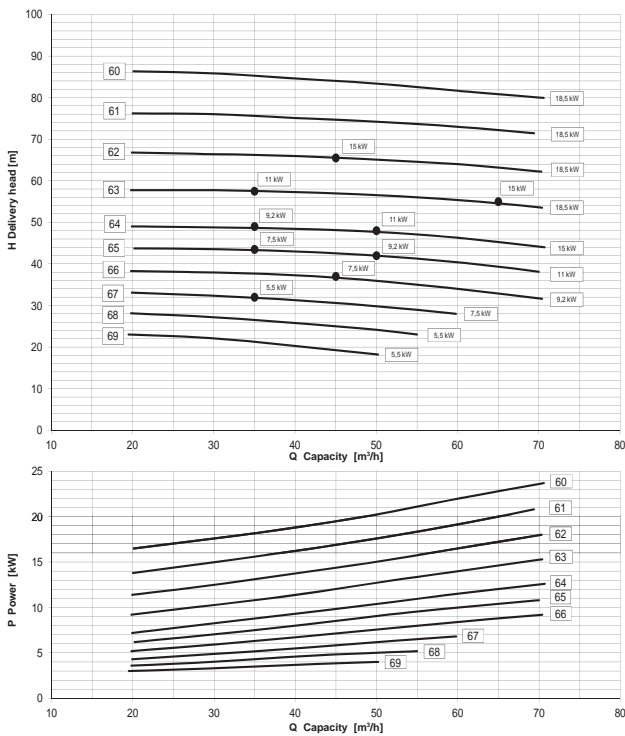 100
90
80
70
60
50
40
30
20
10
0
H Delivery head [m]
60
61
62
63
64
65
66
67
68
69
15 kW
11 kW
15 kW
9,2 kW
11 kW
7,5 kW
9,2 kW
7,5 kW
5,5 kW
18,5 kW
18,5 kW
18,5 kW
18,5 kW
15 kW
11 kW
9,2 kW
7,5 kW
5,5 kW
5,5 kW
10 20 30 40 50 60 70 80
Q Capacity [m³/h]
25
20
15
10
5
0
P Power [kW]
60
61
62
63
64
65
66
67
68
69
10 20 30 40 50 60 70 80
Q Capacity [m³/h]